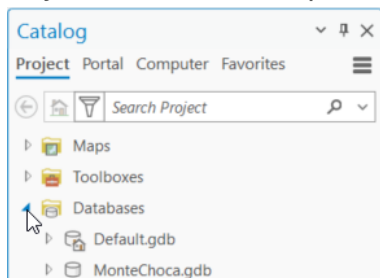 Catalog
Project Portal Computer Favorites
Search Project
Maps
Toolboxes
Databases
Default.gdb
MonteChoca.gdb